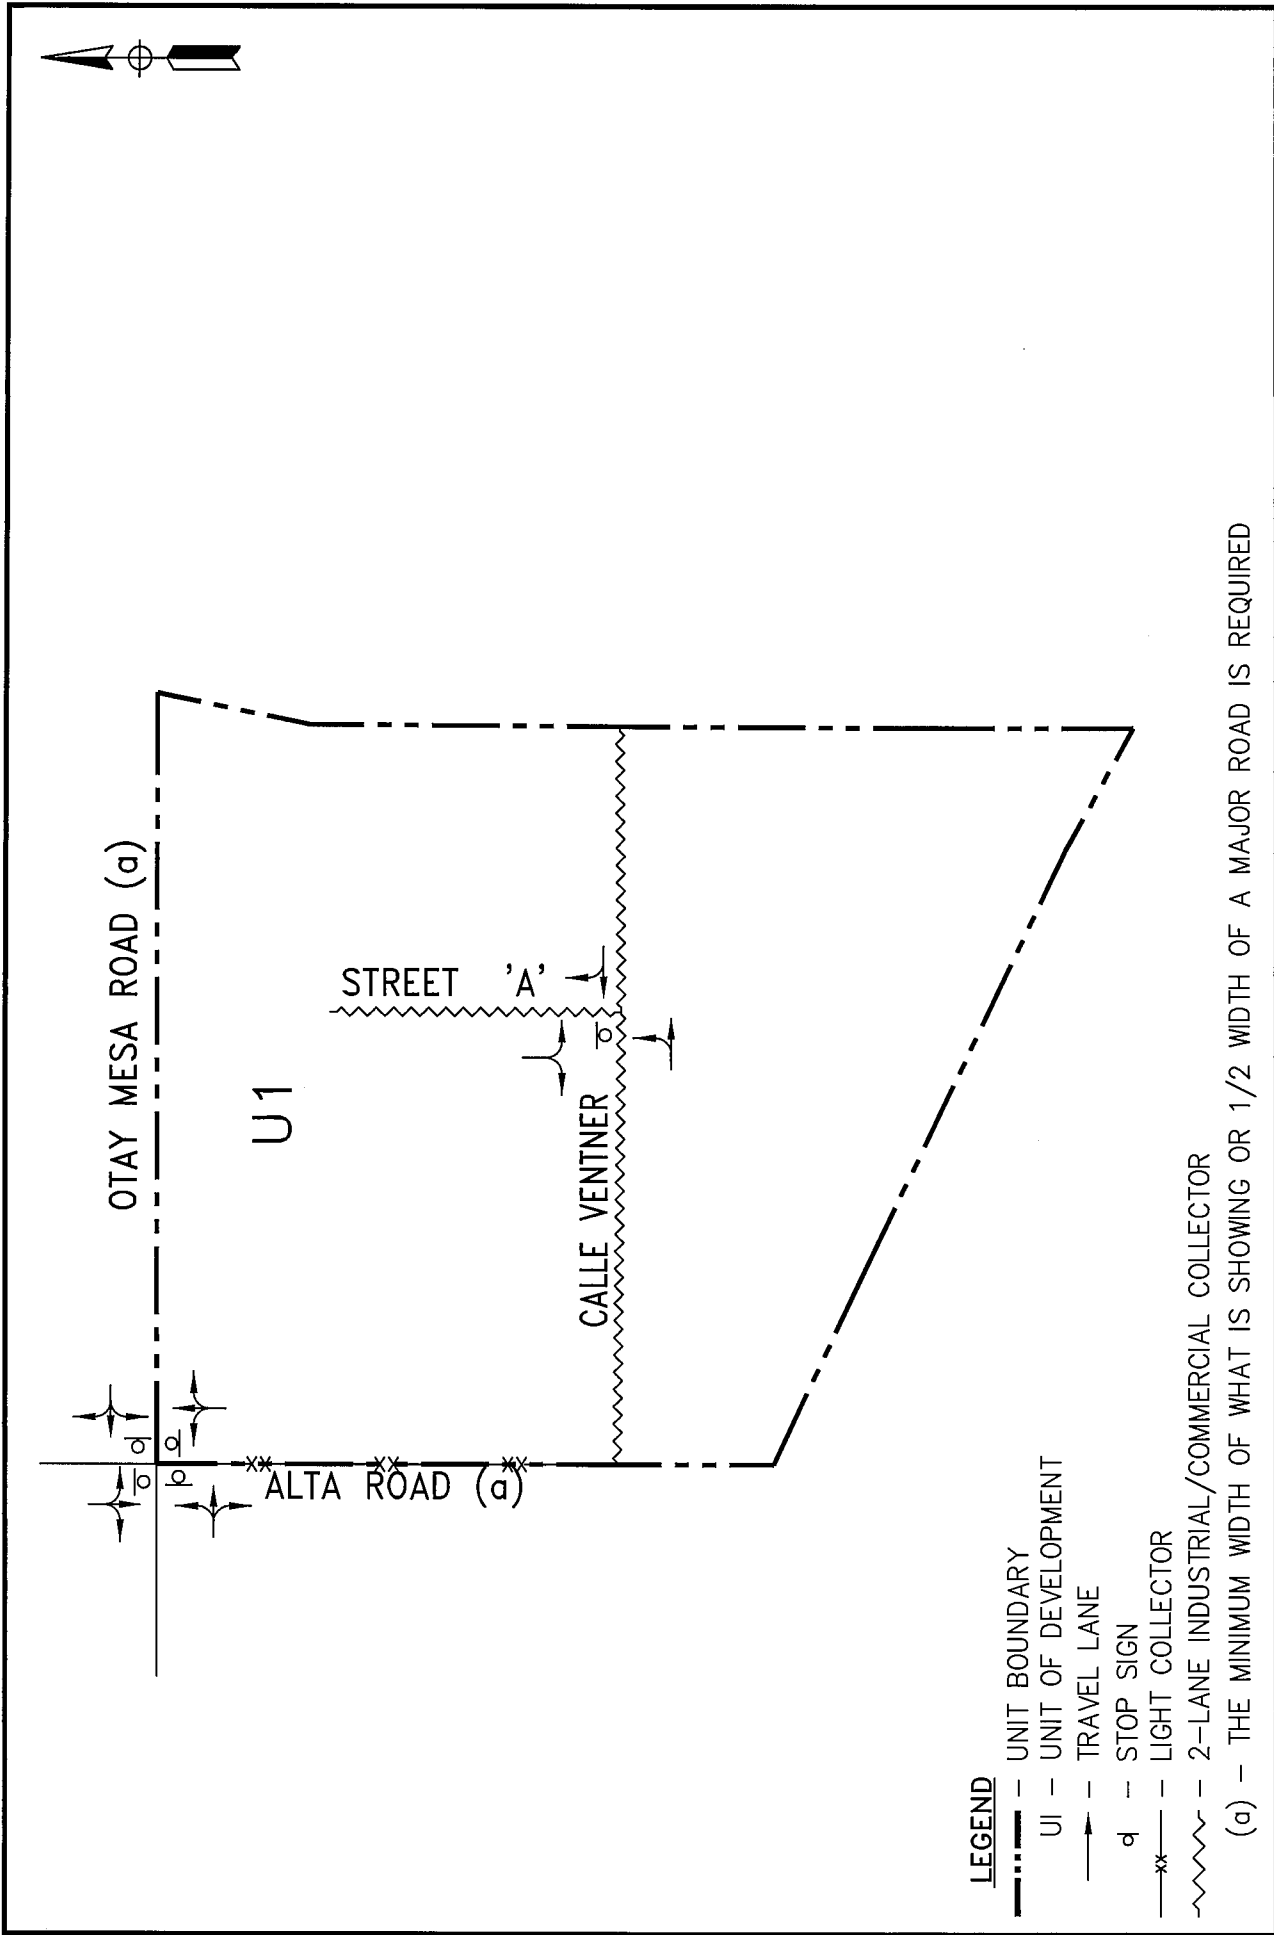 OTAY MESA ROAD (a)
U1
STREET 'A'
CALLE VENTNER
ALTA ROAD (a)
LEGEND
– UNIT BOUNDARY
UI – UNIT OF DEVELOPMENT
– TRAVEL LANE
– STOP SIGN
– LIGHT COLLECTOR
– 2–LANE INDUSTRIAL/COMMERCIAL COLLECTOR
(a) – THE MINIMUM WIDTH OF WHAT IS SHOWING OR 1/2 WIDTH OF A MAJOR ROAD IS REQUIRED